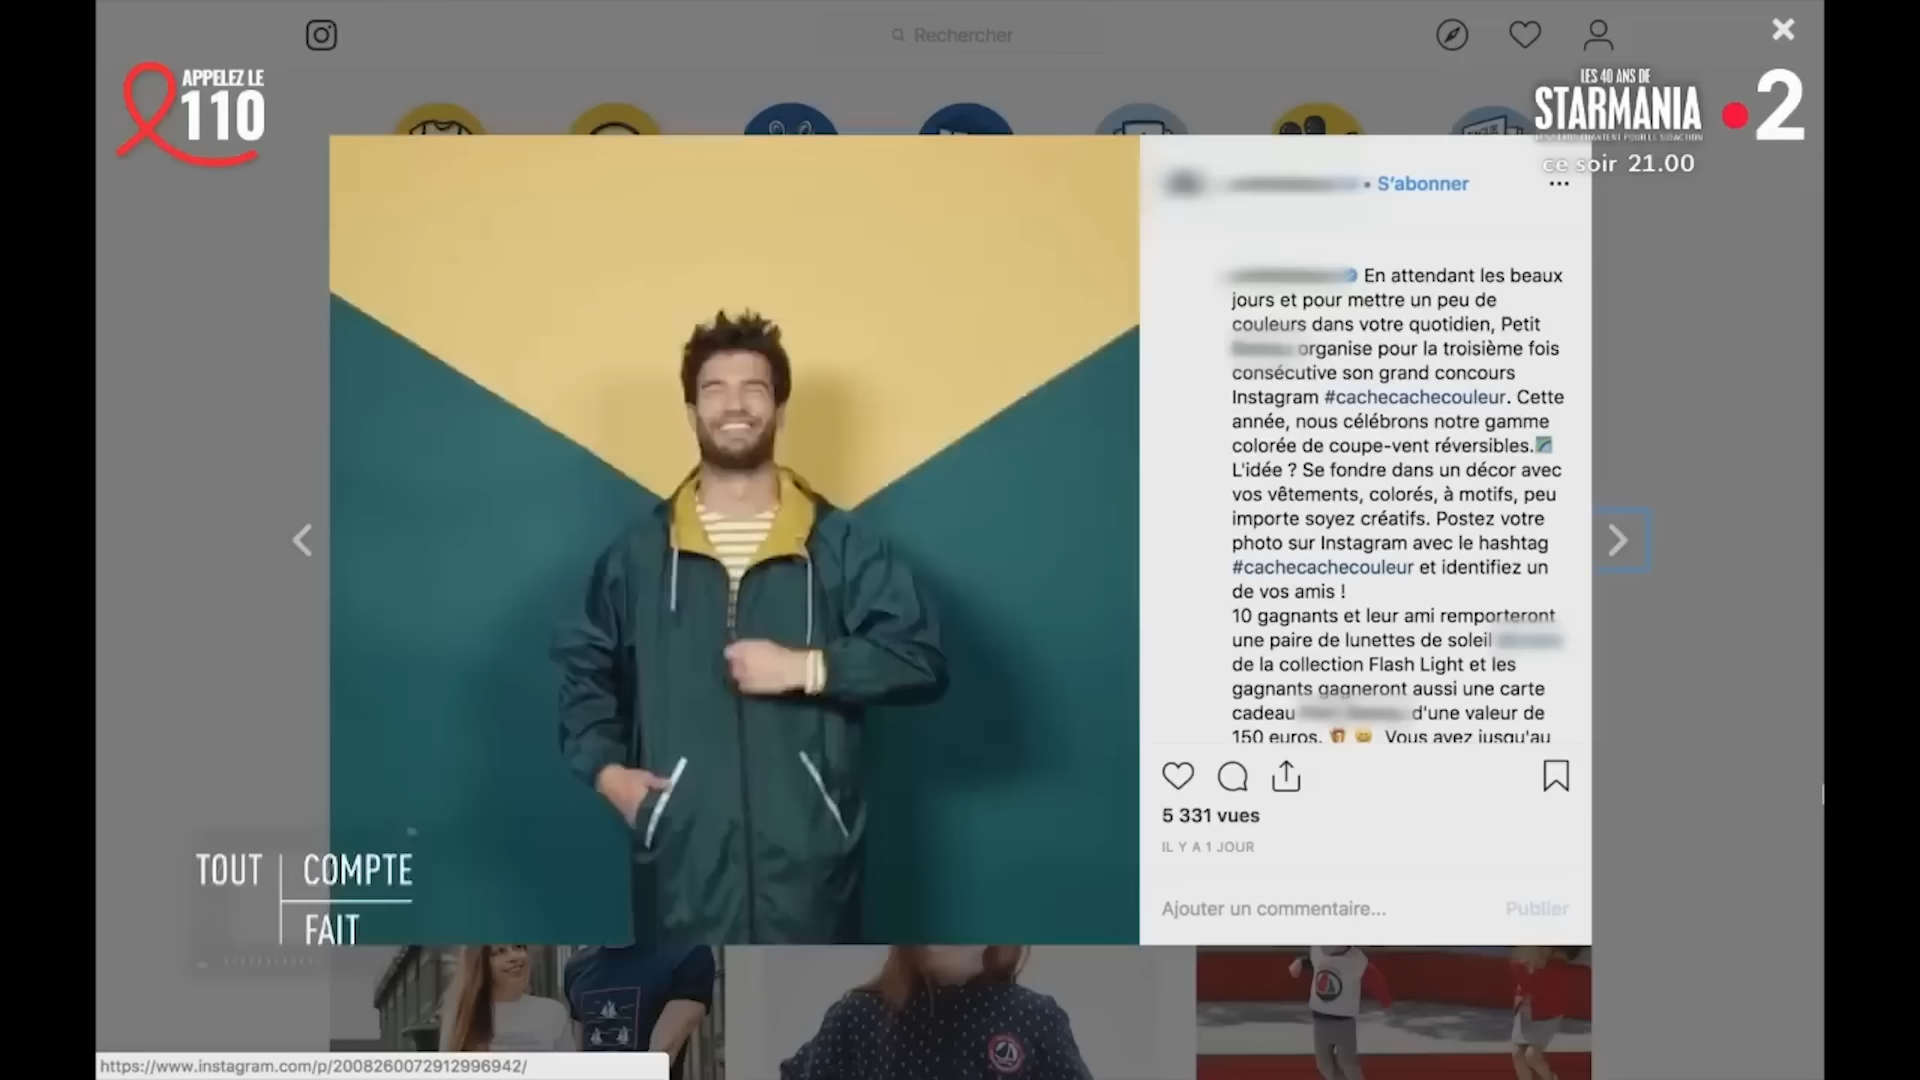 Rechercher
APPELEZ LE
110
LES 40 ANS DE
STARMANIA
2
ce soir 21.00
• S'abonner
En attendant les beaux
jours et pour mettre un peu de
couleurs dans votre quotidien, Petit
organise pour la troisième fois
consécutive son grand concours
Instagram #cachecachecouleur. Cette
année, nous célébrons notre gamme
colorée de coupe-vent réversibles.
L'idée ? Se fondre dans un décor avec
vos vêtements, colorés, à motifs, peu
importe soyez créatifs. Postez votre
photo sur Instagram avec le hashtag
#cachecachecouleur et identifiez un
de vos amis !
10 gagnants et leur ami remporteront
une paire de lunettes de soleil
de la collection Flash Light et les
gagnants gagneront aussi une carte
cadeau d'une valeur de
150 euros. Vous avez jusqu'au
5 331 vues
IL Y A 1 JOUR
Ajouter un commentaire... Publier
TOUT COMPTE
FAIT
https://www.instagram.com/p/2008260072912996942/